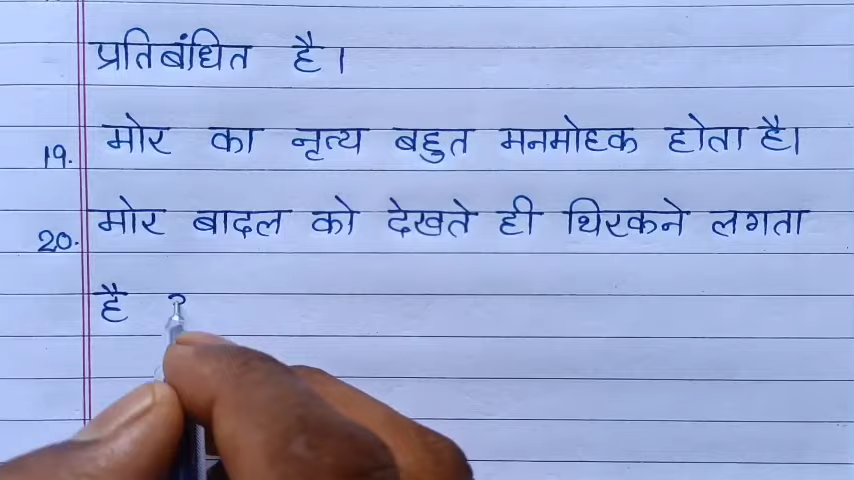 प्रतिबंधित है।
19. मोर का नृत्य बहुत मनमोहक होता है।
20. मोर बादल को देखते ही थिरकने लगता
है